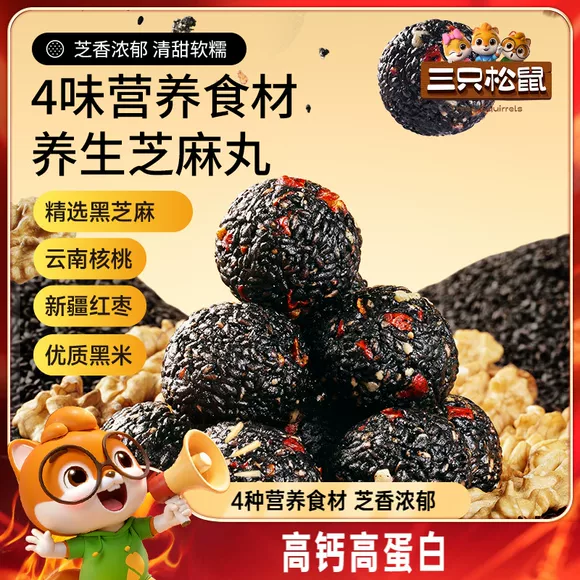 芝香浓郁 清甜软糯
三只松鼠
Squirrels
4味营养食材
养生芝麻丸
精选黑芝麻
云南核桃
新疆红枣
优质黑米
4种营养食材 芝香浓郁
高钙高蛋白